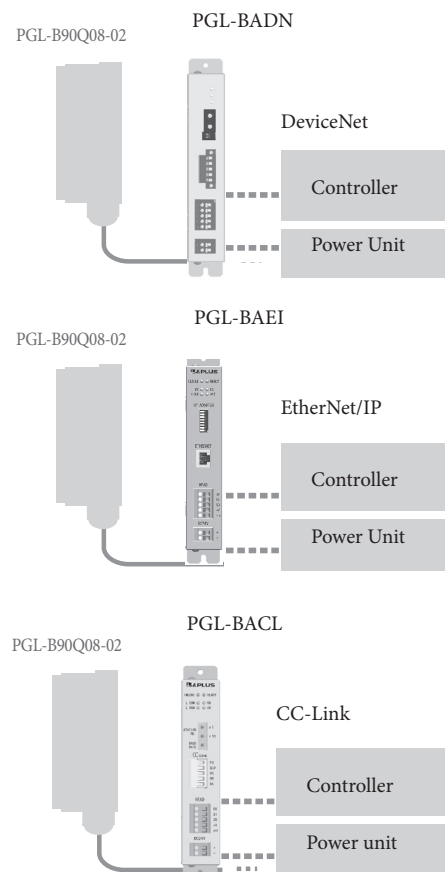 PGL-BADN
PGL-B90Q08-02
DeviceNet
Controller
Power Unit
PGL-BAEI
PGL-B90Q08-02
EtherNet/IP
ETHERNET
Controller
Power Unit
PGL-BACL
PGL-B90Q08-02
CC-Link
Controller
Power unit